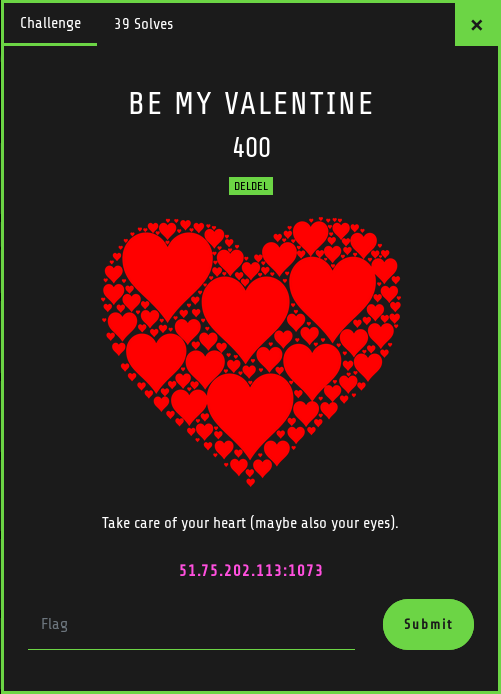 Challenge
39 Solves
×
BE MY VALENTINE
400
DELDEL
Take care of your heart (maybe also your eyes).
51.75.202.113:1073
Flag
Submit